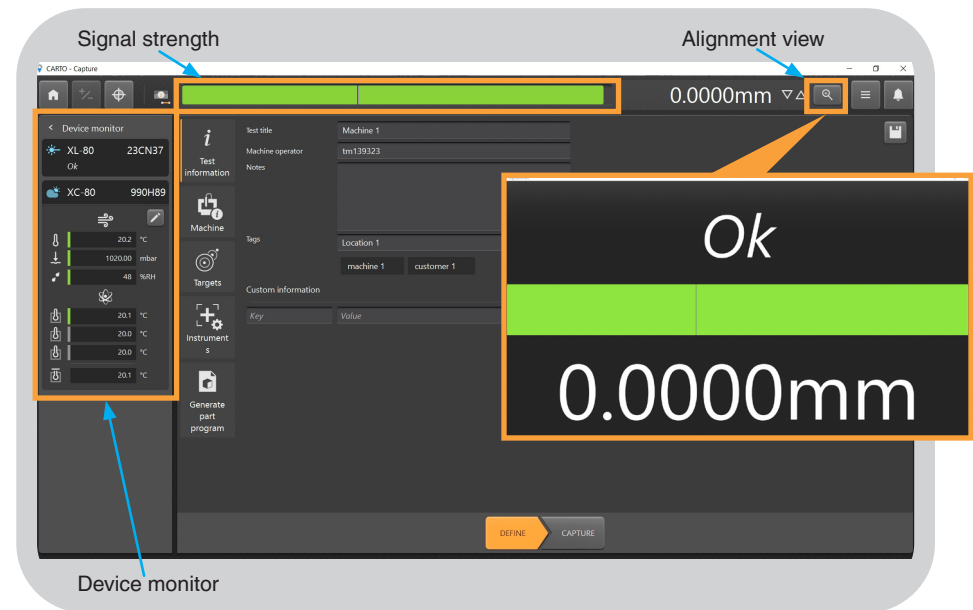 Signal strength
Alignment view
CARTO - Capture
0.0000mm
< Device monitor
XL-80 23CN37
Ok
XC-80 990H89
20.2 °C
1020.00 mbar
48 %RH
20.1 °C
20.0 °C
20.0 °C
20.1 °C
Test
information
Machine
Targets
Instrument
s
Generate
part
program
Test title Machine 1
Machine operator tm139323
Notes
Tags Location 1
machine 1 customer 1
Custom information
Key Value
Ok
0.0000mm
DEFINE CAPTURE
Device monitor